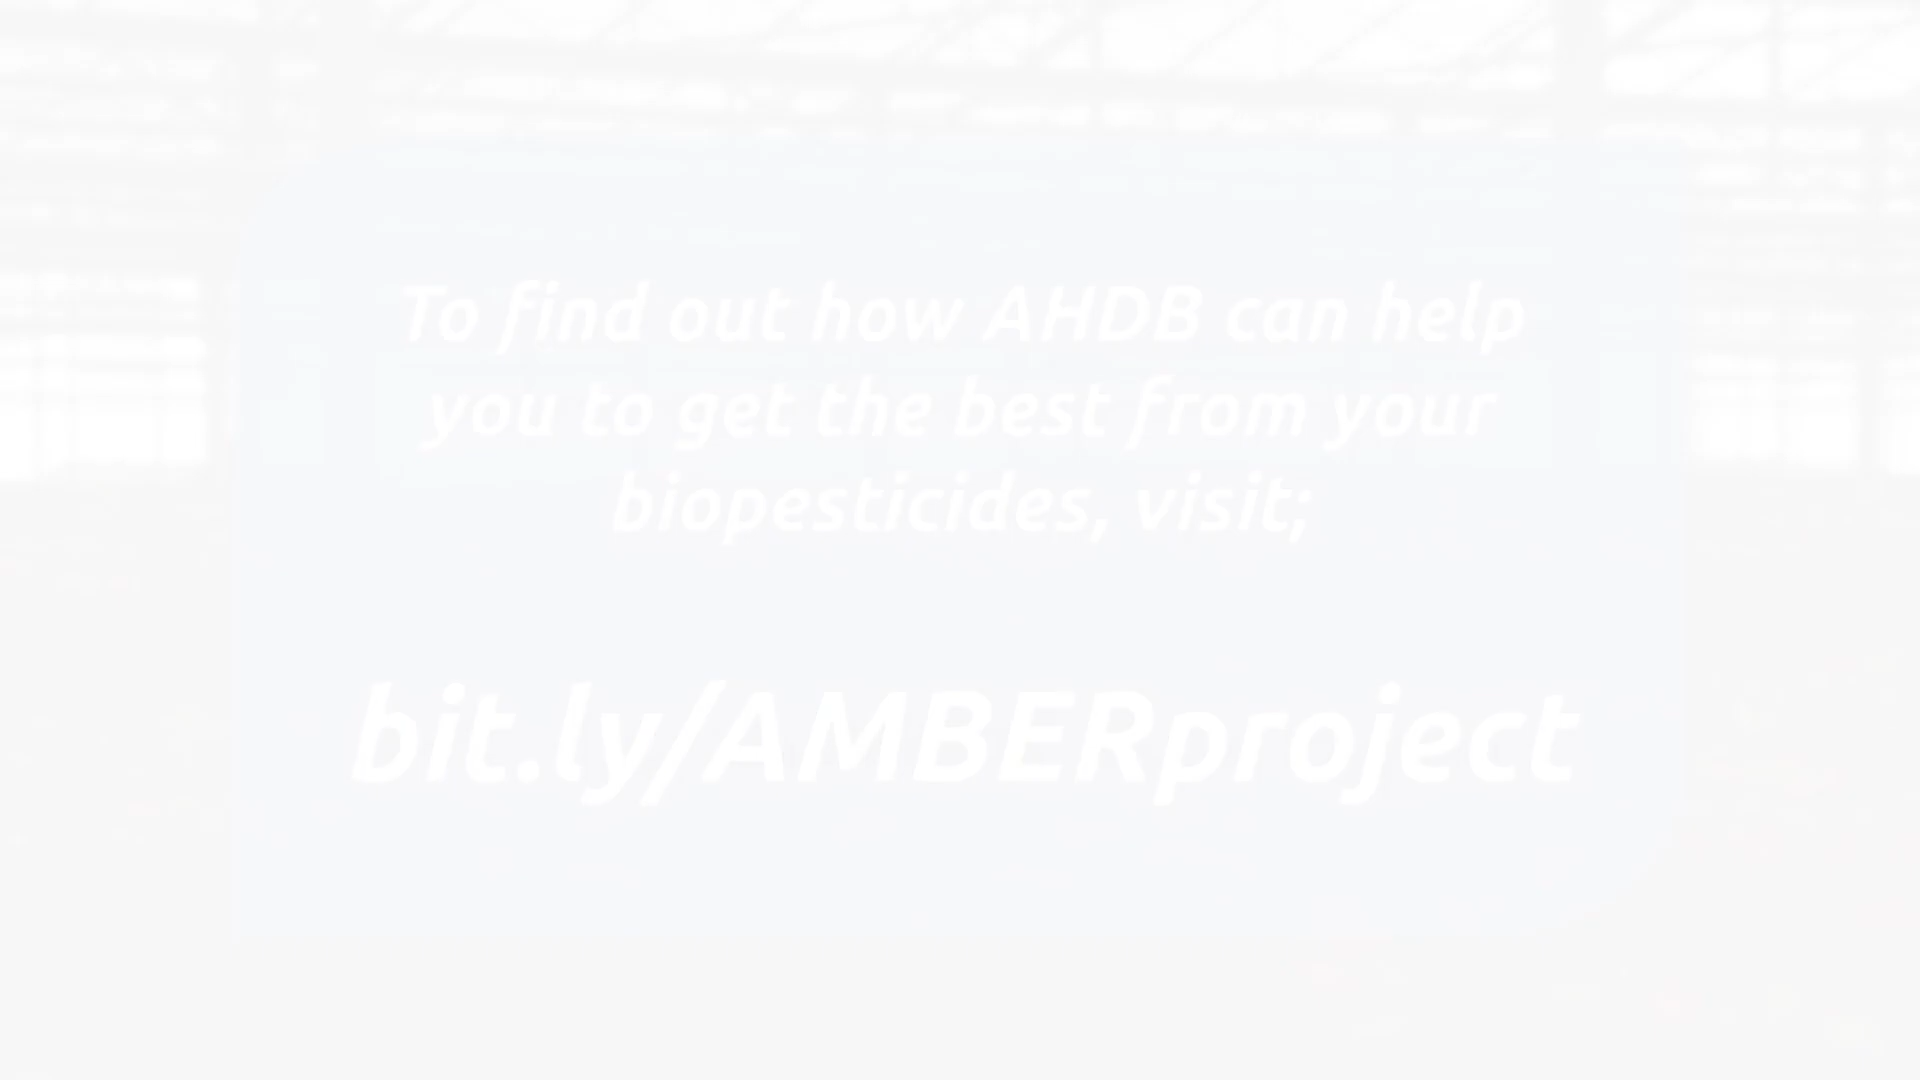 To find out how AHDB can help
you to get the best from your
biopesticides, visit;
bit.ly/AMBERproject